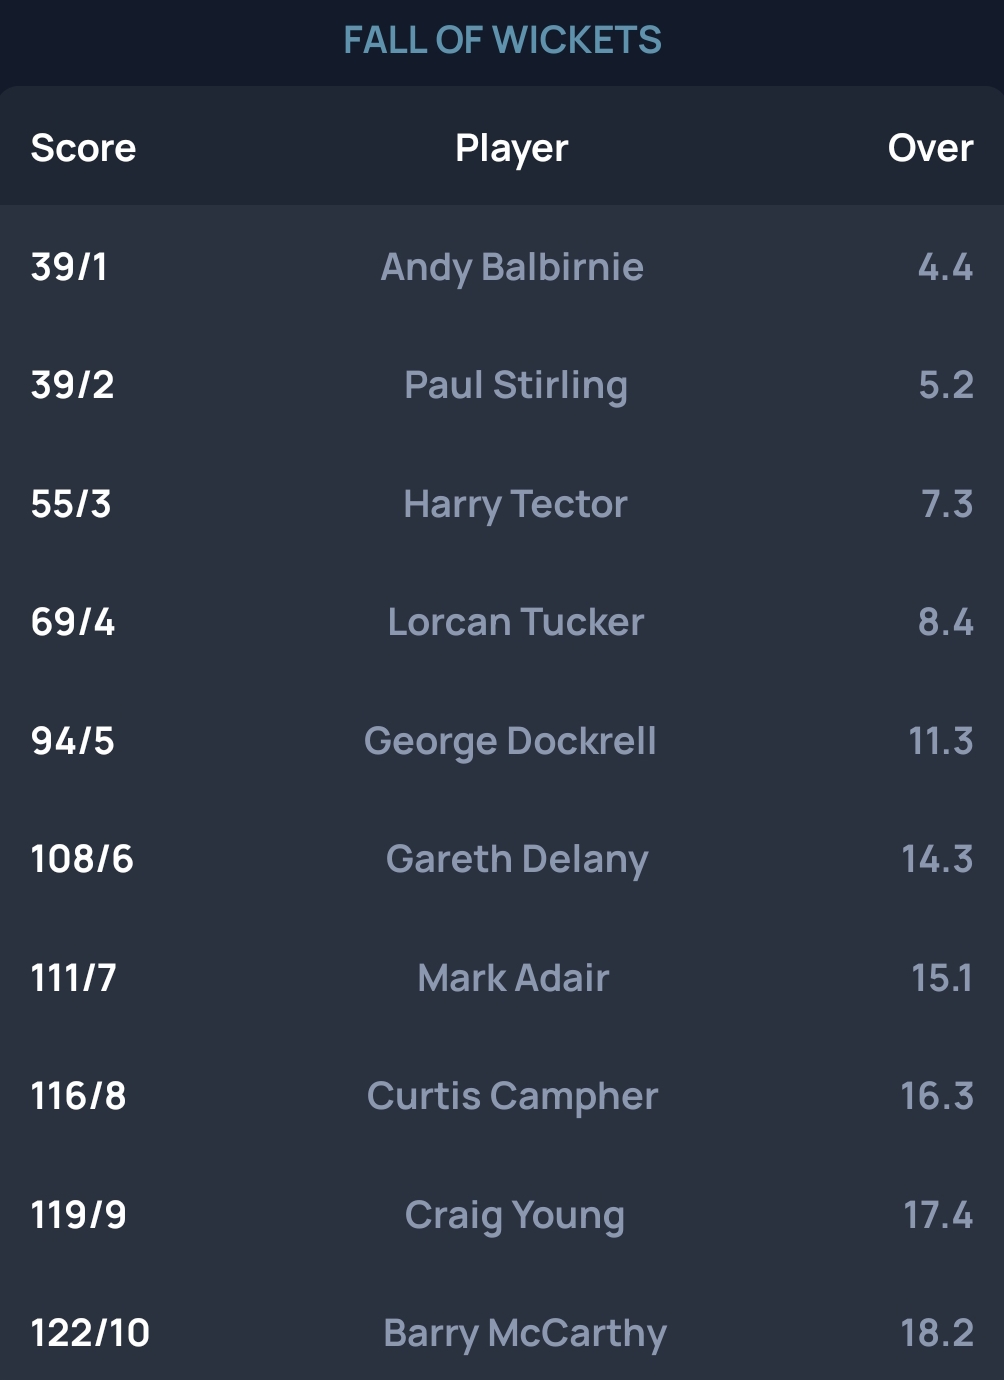 FALL OF WICKETS
Score Player Over
39/1 Andy Balbirnie 4.4
39/2 Paul Stirling 5.2
55/3 Harry Tector 7.3
69/4 Lorcan Tucker 8.4
94/5 George Dockrell 11.3
108/6 Gareth Delany 14.3
111/7 Mark Adair 15.1
116/8 Curtis Campher 16.3
119/9 Craig Young 17.4
122/10 Barry McCarthy 18.2